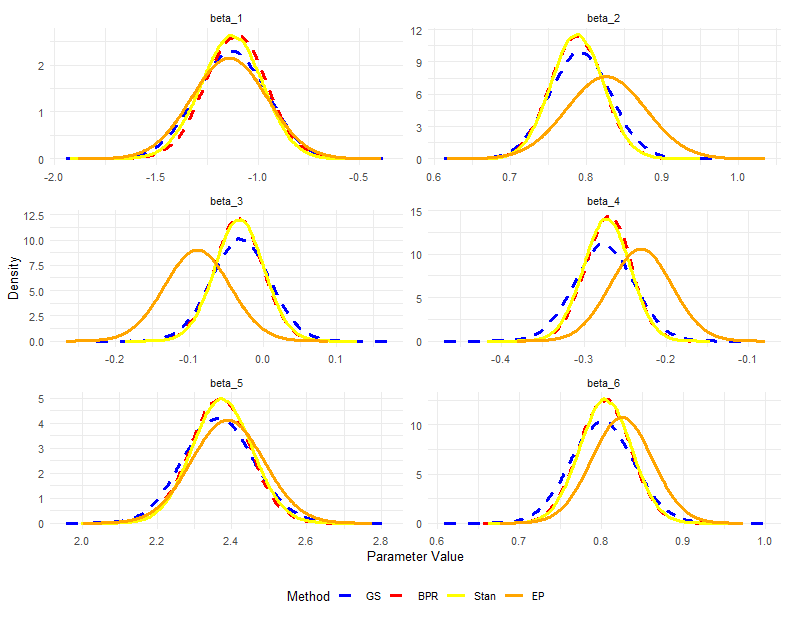 beta_1
beta_2
2
1
0
-2.0 -1.5 -1.0 -0.5
12
9
6
3
0
0.6 0.7 0.8 0.9 1.0
beta_3
beta_4
12.5
10.0
7.5
5.0
2.5
0.0
-0.2 -0.1 0.0 0.1
15
10
5
0
-0.4 -0.3 -0.2 -0.1
Density
beta_5
beta_6
5
4
3
2
1
0
2.0 2.2 2.4 2.6 2.8
10
5
0
0.6 0.7 0.8 0.9 1.0
Parameter Value
Method GS BPR Stan EP